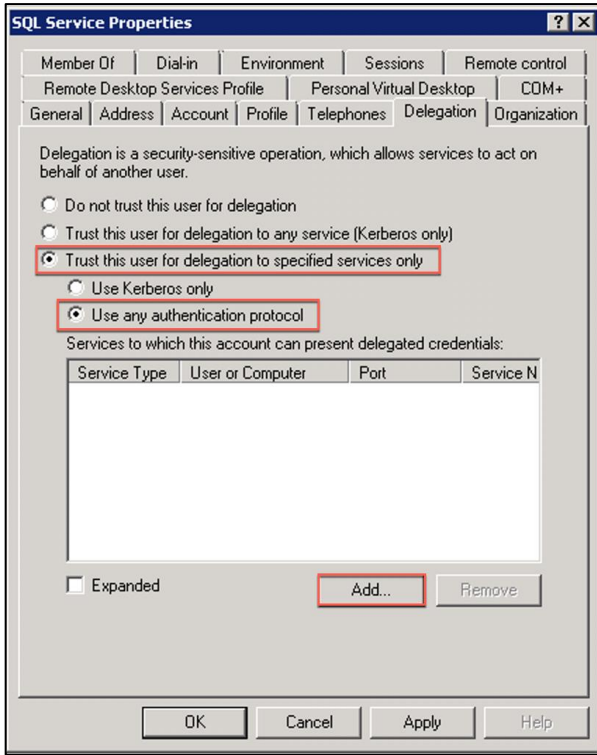 SQL Service Properties
Member Of Dial-in Environment Sessions Remote control
Remote Desktop Services Profile Personal Virtual Desktop COM+
General Address Account Profile Telephones Delegation Organization
Delegation is a security-sensitive operation, which allows services to act on
behalf of another user.
Do not trust this user for delegation
Trust this user for delegation to any service (Kerberos only)
Trust this user for delegation to specified services only
Use Kerberos only
Use any authentication protocol
Services to which this account can present delegated credentials:
Service Type User or Computer Port Service N
Expanded Add... Remove
OK Cancel Apply Help